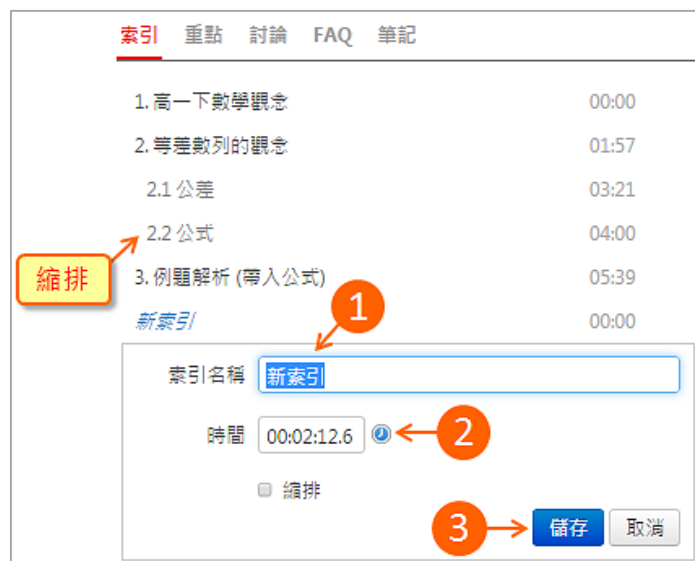 索引 重點 討論 FAQ 筆記
1. 高一下數學觀念 00:00
2. 等差數列的觀念 01:57
2.1 公差 03:21
2.2 公式 04:00
縮排
3. 例題解析 (帶入公式) 05:39
1
新索引 00:00
索引名稱 新索引
時間 00:02:12.6 2
縮排
3 儲存 取消